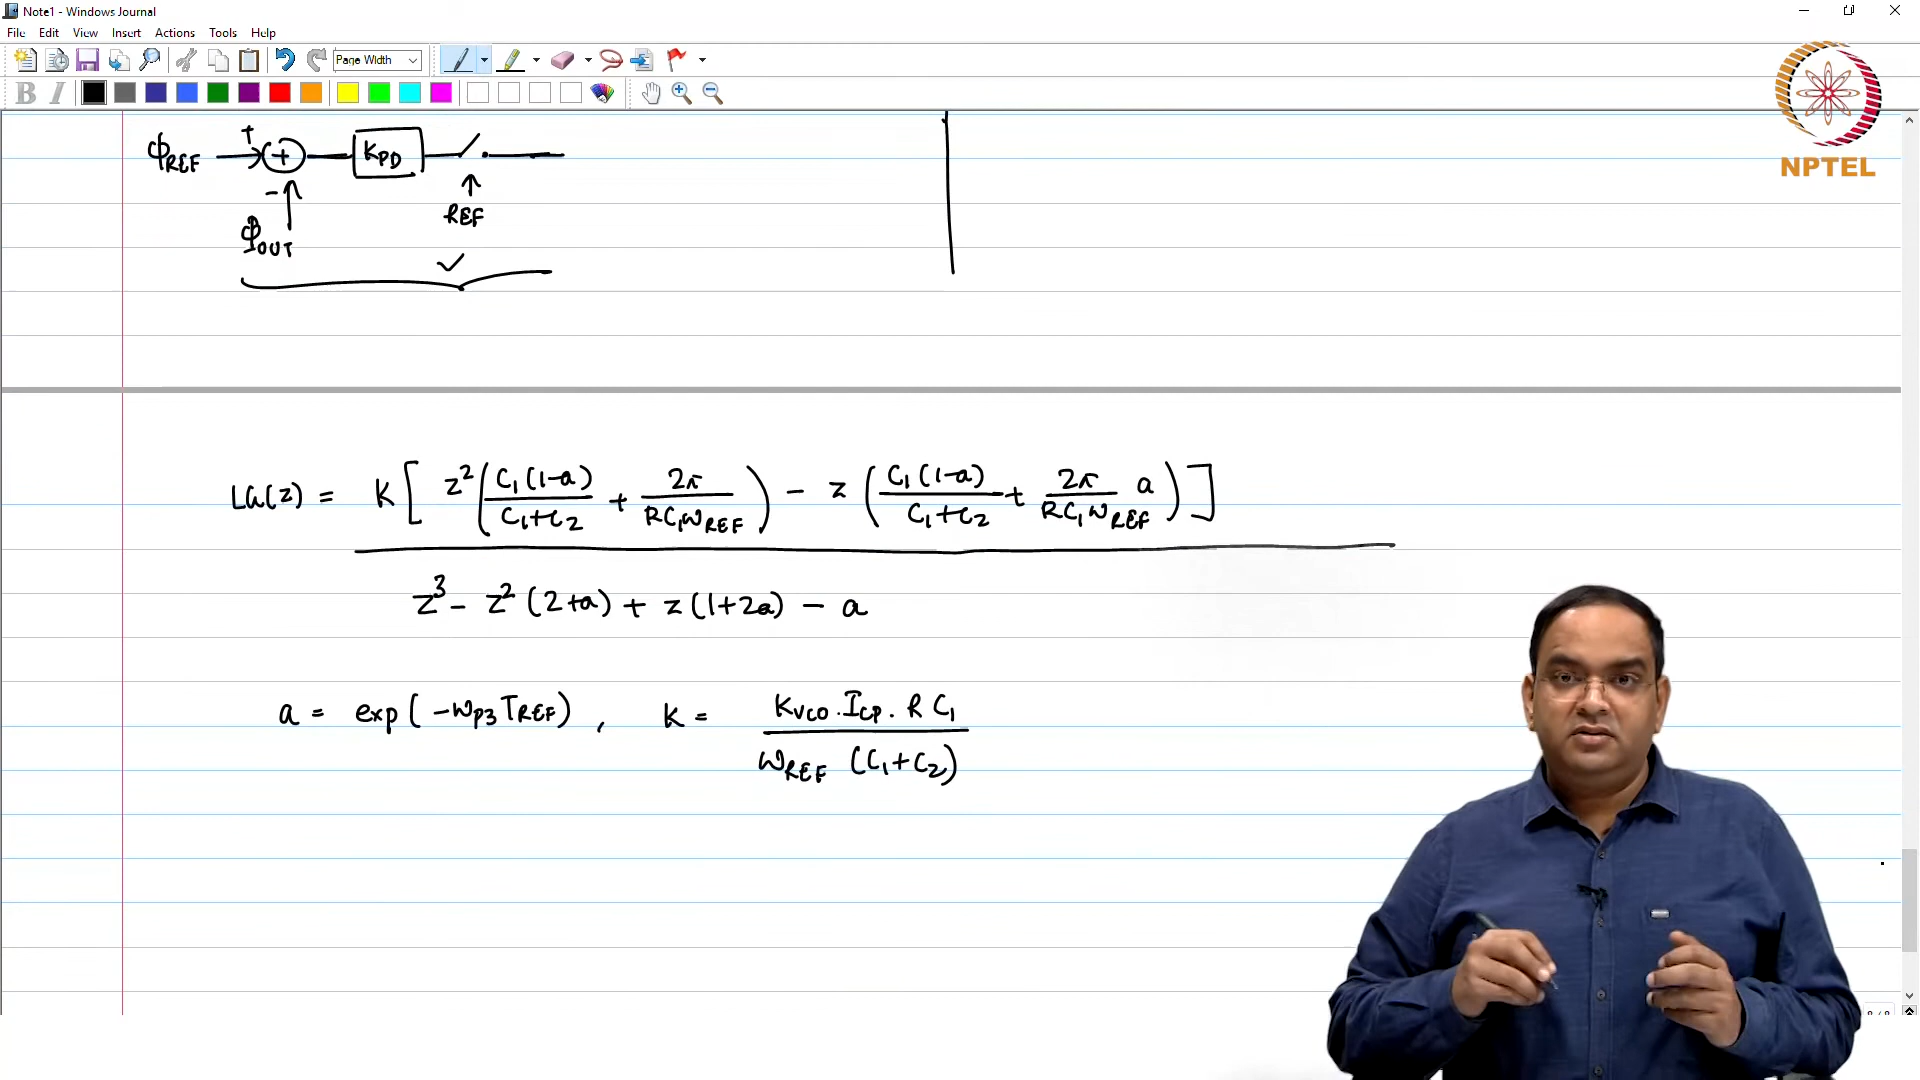 Note1 - Windows Journal
File Edit View Insert Actions Tools Help
Page Width
B I
NPTEL
ϕREF + + KPD
-
REF
ϕOUT
✓
LG(z) = K [ z² ( C₁(1-a) / C₁+C₂ + 2π / RC₁ωREF ) - z ( C₁(1-a) / C₁+C₂ + 2π / RC₁ωREF a ) ]
z³ - z² (2+a) + z(1+2a) - a
a = exp( -ωP3 TREF) , K = KVCO . ICP . R C₁ / ωREF (C₁+C₂)